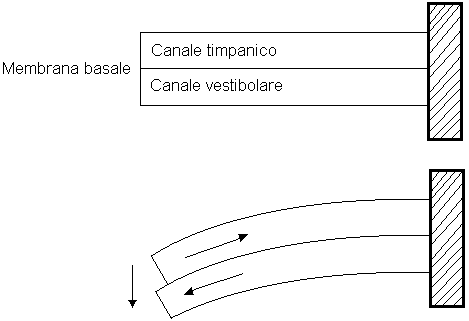 Canale timpanico
Membrana basale
Canale vestibolare